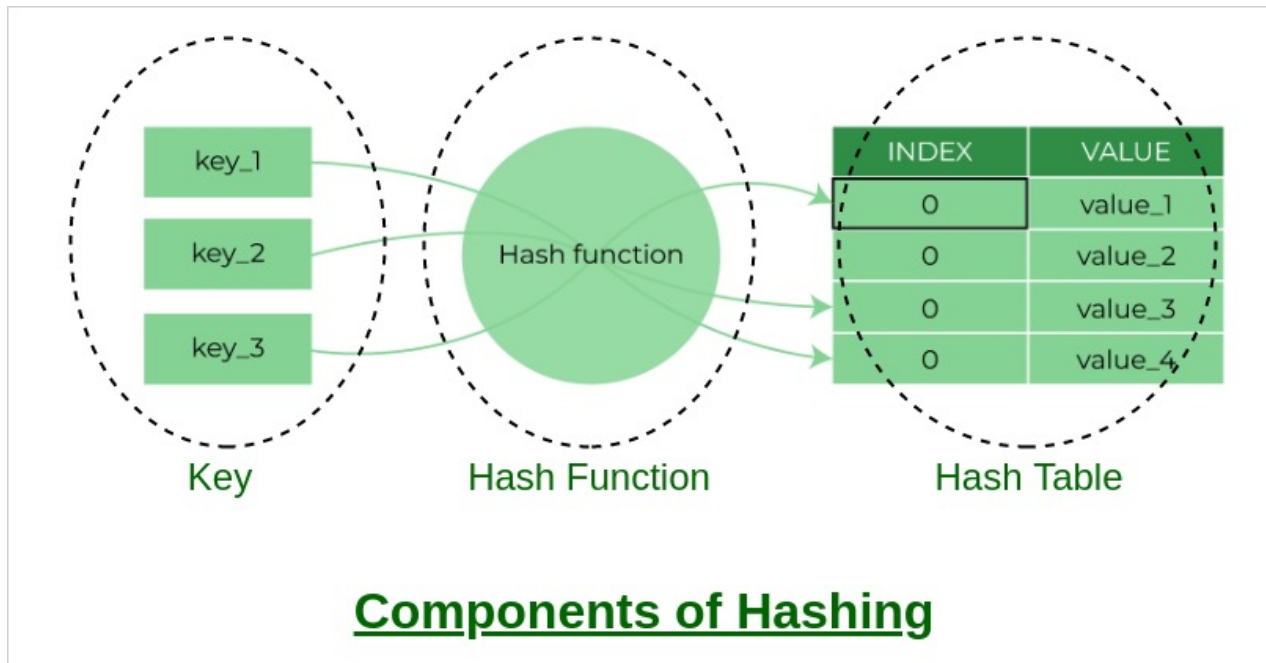 key_1
key_2
key_3
Hash function
INDEX VALUE
0 value_1
0 value_2
0 value_3
0 value_4
Key Hash Function Hash Table
Components of Hashing